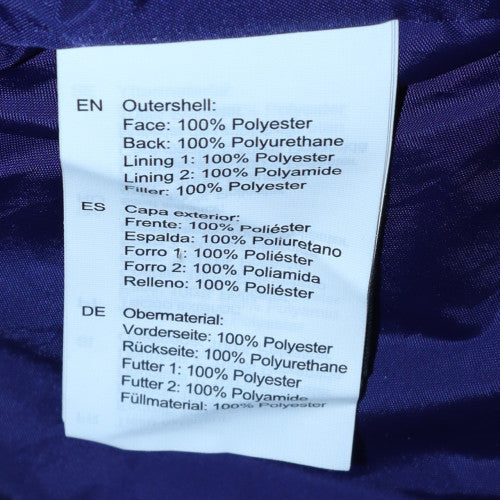 EN Outershell:
Face: 100% Polyester
Back: 100% Polyurethane
Lining 1: 100% Polyester
Lining 2: 100% Polyamide
Filler: 100% Polyester
ES Capa exterior:
Frente: 100% Poliéster
Espalda: 100% Poliuretano
Forro 1: 100% Poliéster
Forro 2: 100% Poliamida
Relleno: 100% Poliéster
DE Obermaterial:
Vorderseite: 100% Polyester
Rückseite: 100% Polyurethane
Futter 1: 100% Polyester
Futter 2: 100% Polyamide
Füllmaterial: 100% Polyester